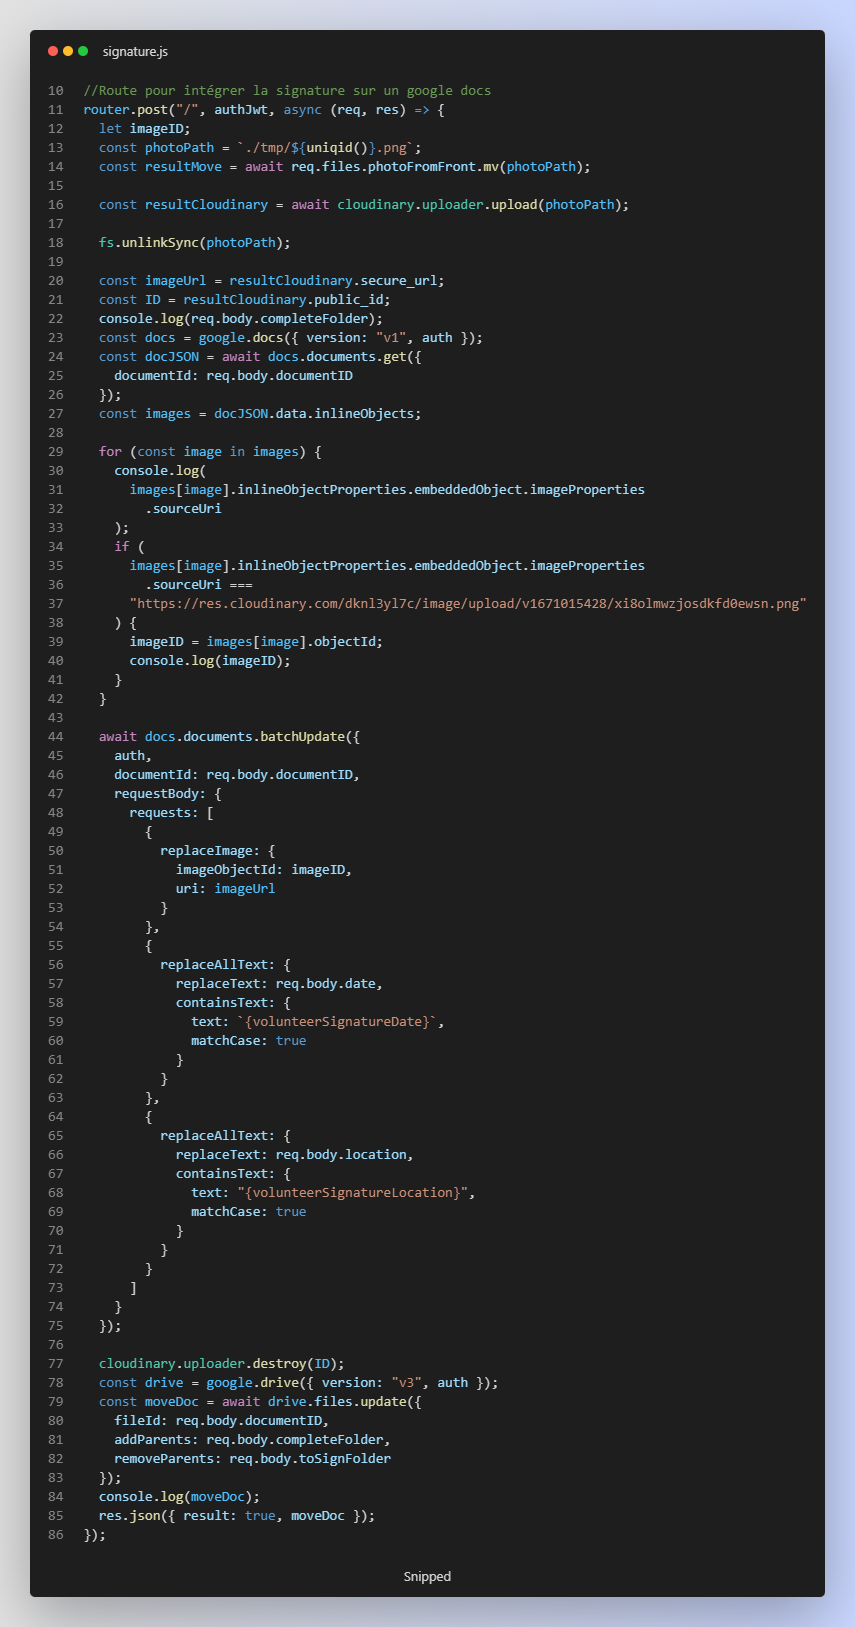 signature.js
10 //Route pour intégrer la signature sur un google docs
11 router.post("/", authJwt, async (req, res) => {
12   let imageID;
13   const photoPath = `./tmp/${uniqid()}.png`;
14   const resultMove = await req.files.photoFromFront.mv(photoPath);
15
16   const resultCloudinary = await cloudinary.uploader.upload(photoPath);
17
18   fs.unlinkSync(photoPath);
19
20   const imageUrl = resultCloudinary.secure_url;
21   const ID = resultCloudinary.public_id;
22   console.log(req.body.completeFolder);
23   const docs = google.docs({ version: "v1", auth });
24   const docJSON = await docs.documents.get({
25     documentId: req.body.documentID
26   });
27   const images = docJSON.data.inlineObjects;
28
29   for (const image in images) {
30     console.log(
31       images[image].inlineObjectProperties.embeddedObject.imageProperties
32         .sourceUri
33     );
34     if (
35       images[image].inlineObjectProperties.embeddedObject.imageProperties
36         .sourceUri ===
37       "https://res.cloudinary.com/dknl3yl7c/image/upload/v1671015428/xi8olmwzjosdkfd0ewsn.png"
38     ) {
39       imageID = images[image].objectId;
40       console.log(imageID);
41     }
42   }
43
44   await docs.documents.batchUpdate({
45     auth,
46     documentId: req.body.documentID,
47     requestBody: {
48       requests: [
49         {
50           replaceImage: {
51             imageObjectId: imageID,
52             uri: imageUrl
53           }
54         },
55         {
56           replaceAllText: {
57             replaceText: req.body.date,
58             containsText: {
59               text: `{volunteerSignatureDate}`,
60               matchCase: true
61             }
62           }
63         },
64         {
65           replaceAllText: {
66             replaceText: req.body.location,
67             containsText: {
68               text: "{volunteerSignatureLocation}",
69               matchCase: true
70             }
71           }
72         }
73       ]
74     }
75   });
76
77   cloudinary.uploader.destroy(ID);
78   const drive = google.drive({ version: "v3", auth });
79   const moveDoc = await drive.files.update({
80     fileId: req.body.documentID,
81     addParents: req.body.completeFolder,
82     removeParents: req.body.toSignFolder
83   });
84   console.log(moveDoc);
85   res.json({ result: true, moveDoc });
86 });
Snipped